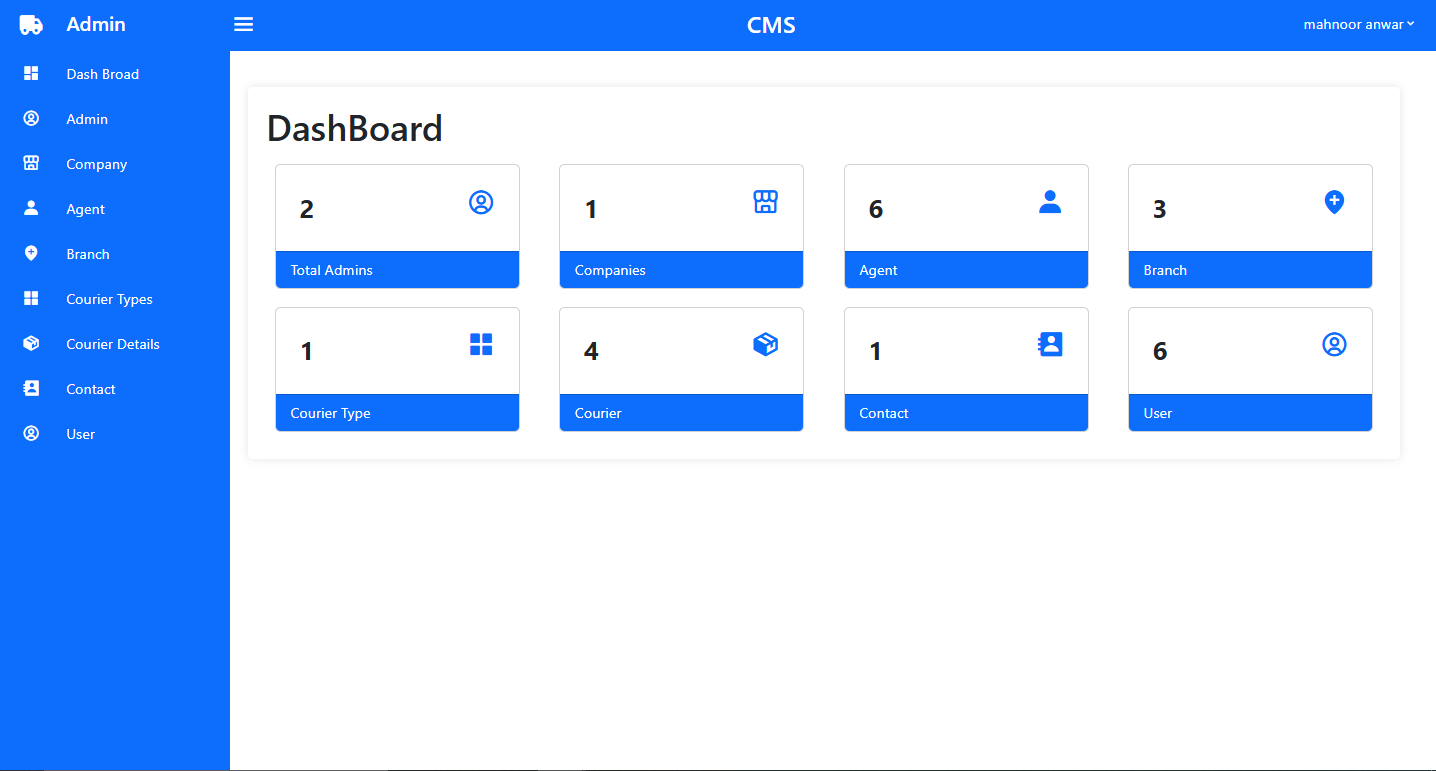 Admin
CMS
mahnoor anwar
Dash Broad
Admin
Company
Agent
Branch
Courier Types
Courier Details
Contact
User
DashBoard
2
Total Admins
1
Companies
6
Agent
3
Branch
1
Courier Type
4
Courier
1
Contact
6
User